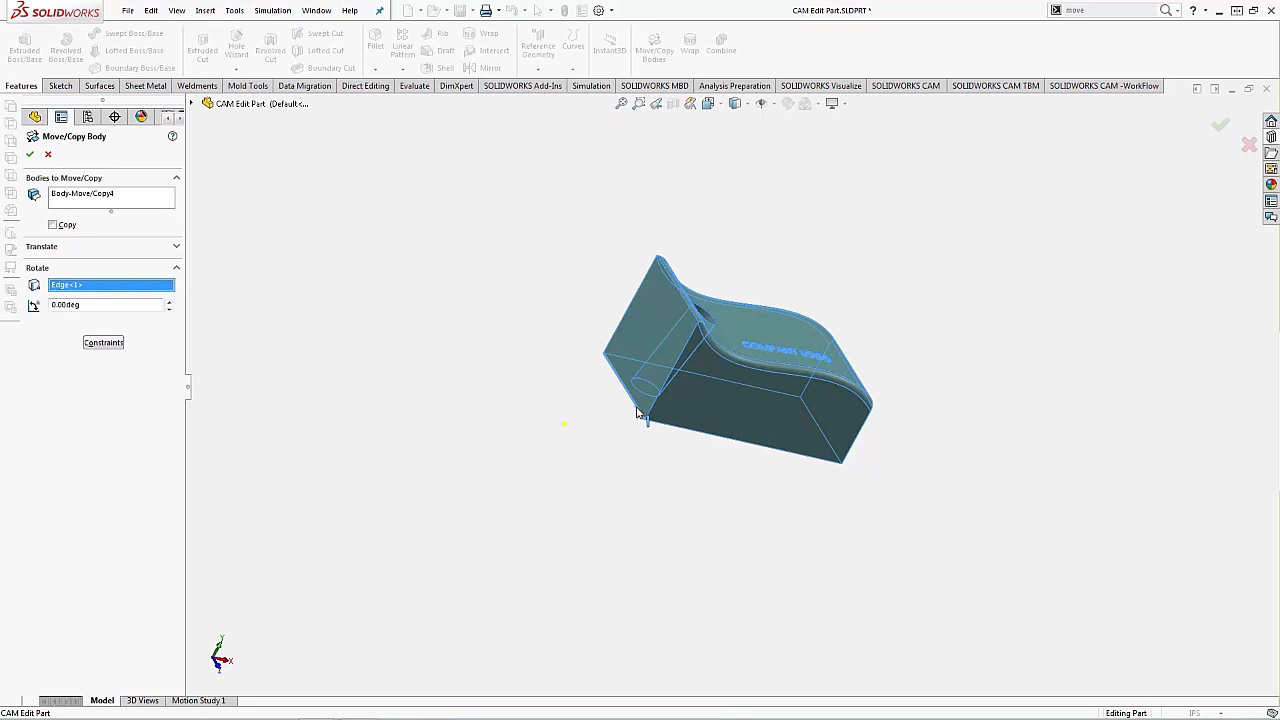 SOLIDWORKS
File
Edit
View
Insert
Tools
Simulation
Window
Help
CAM Edit Part.SLDPRT *
move
Extruded
Boss/Base
Revolved
Boss/Base
Swept Boss/Base
Lofted Boss/Base
Boundary Boss/Base
Extruded
Cut
Hole
Wizard
Revolved
Cut
Swept Cut
Lofted Cut
Boundary Cut
Fillet
Linear
Pattern
Rib
Draft
Shell
Wrap
Intersect
Mirror
Reference
Geometry
Curves
Instant3D
Move/Copy
Bodies
Wrap
Combine
Features
Sketch
Surfaces
Sheet Metal
Weldments
Mold Tools
Data Migration
Direct Editing
Evaluate
DimXpert
SOLIDWORKS Add-Ins
Simulation
SOLIDWORKS MBD
Analysis Preparation
SOLIDWORKS Visualize
SOLIDWORKS CAM
SOLIDWORKS CAM TBM
SOLIDWORKS CAM -WorkFlow
CAM Edit Part (Default<...
Move/Copy Body
Bodies to Move/Copy
Body-Move/Copy4
Copy
Translate
Rotate
Edge<1>
0.00deg
Constraints
Y
X
Z
Model
3D Views
Motion Study 1
CAM Edit Part
Editing Part
IPS